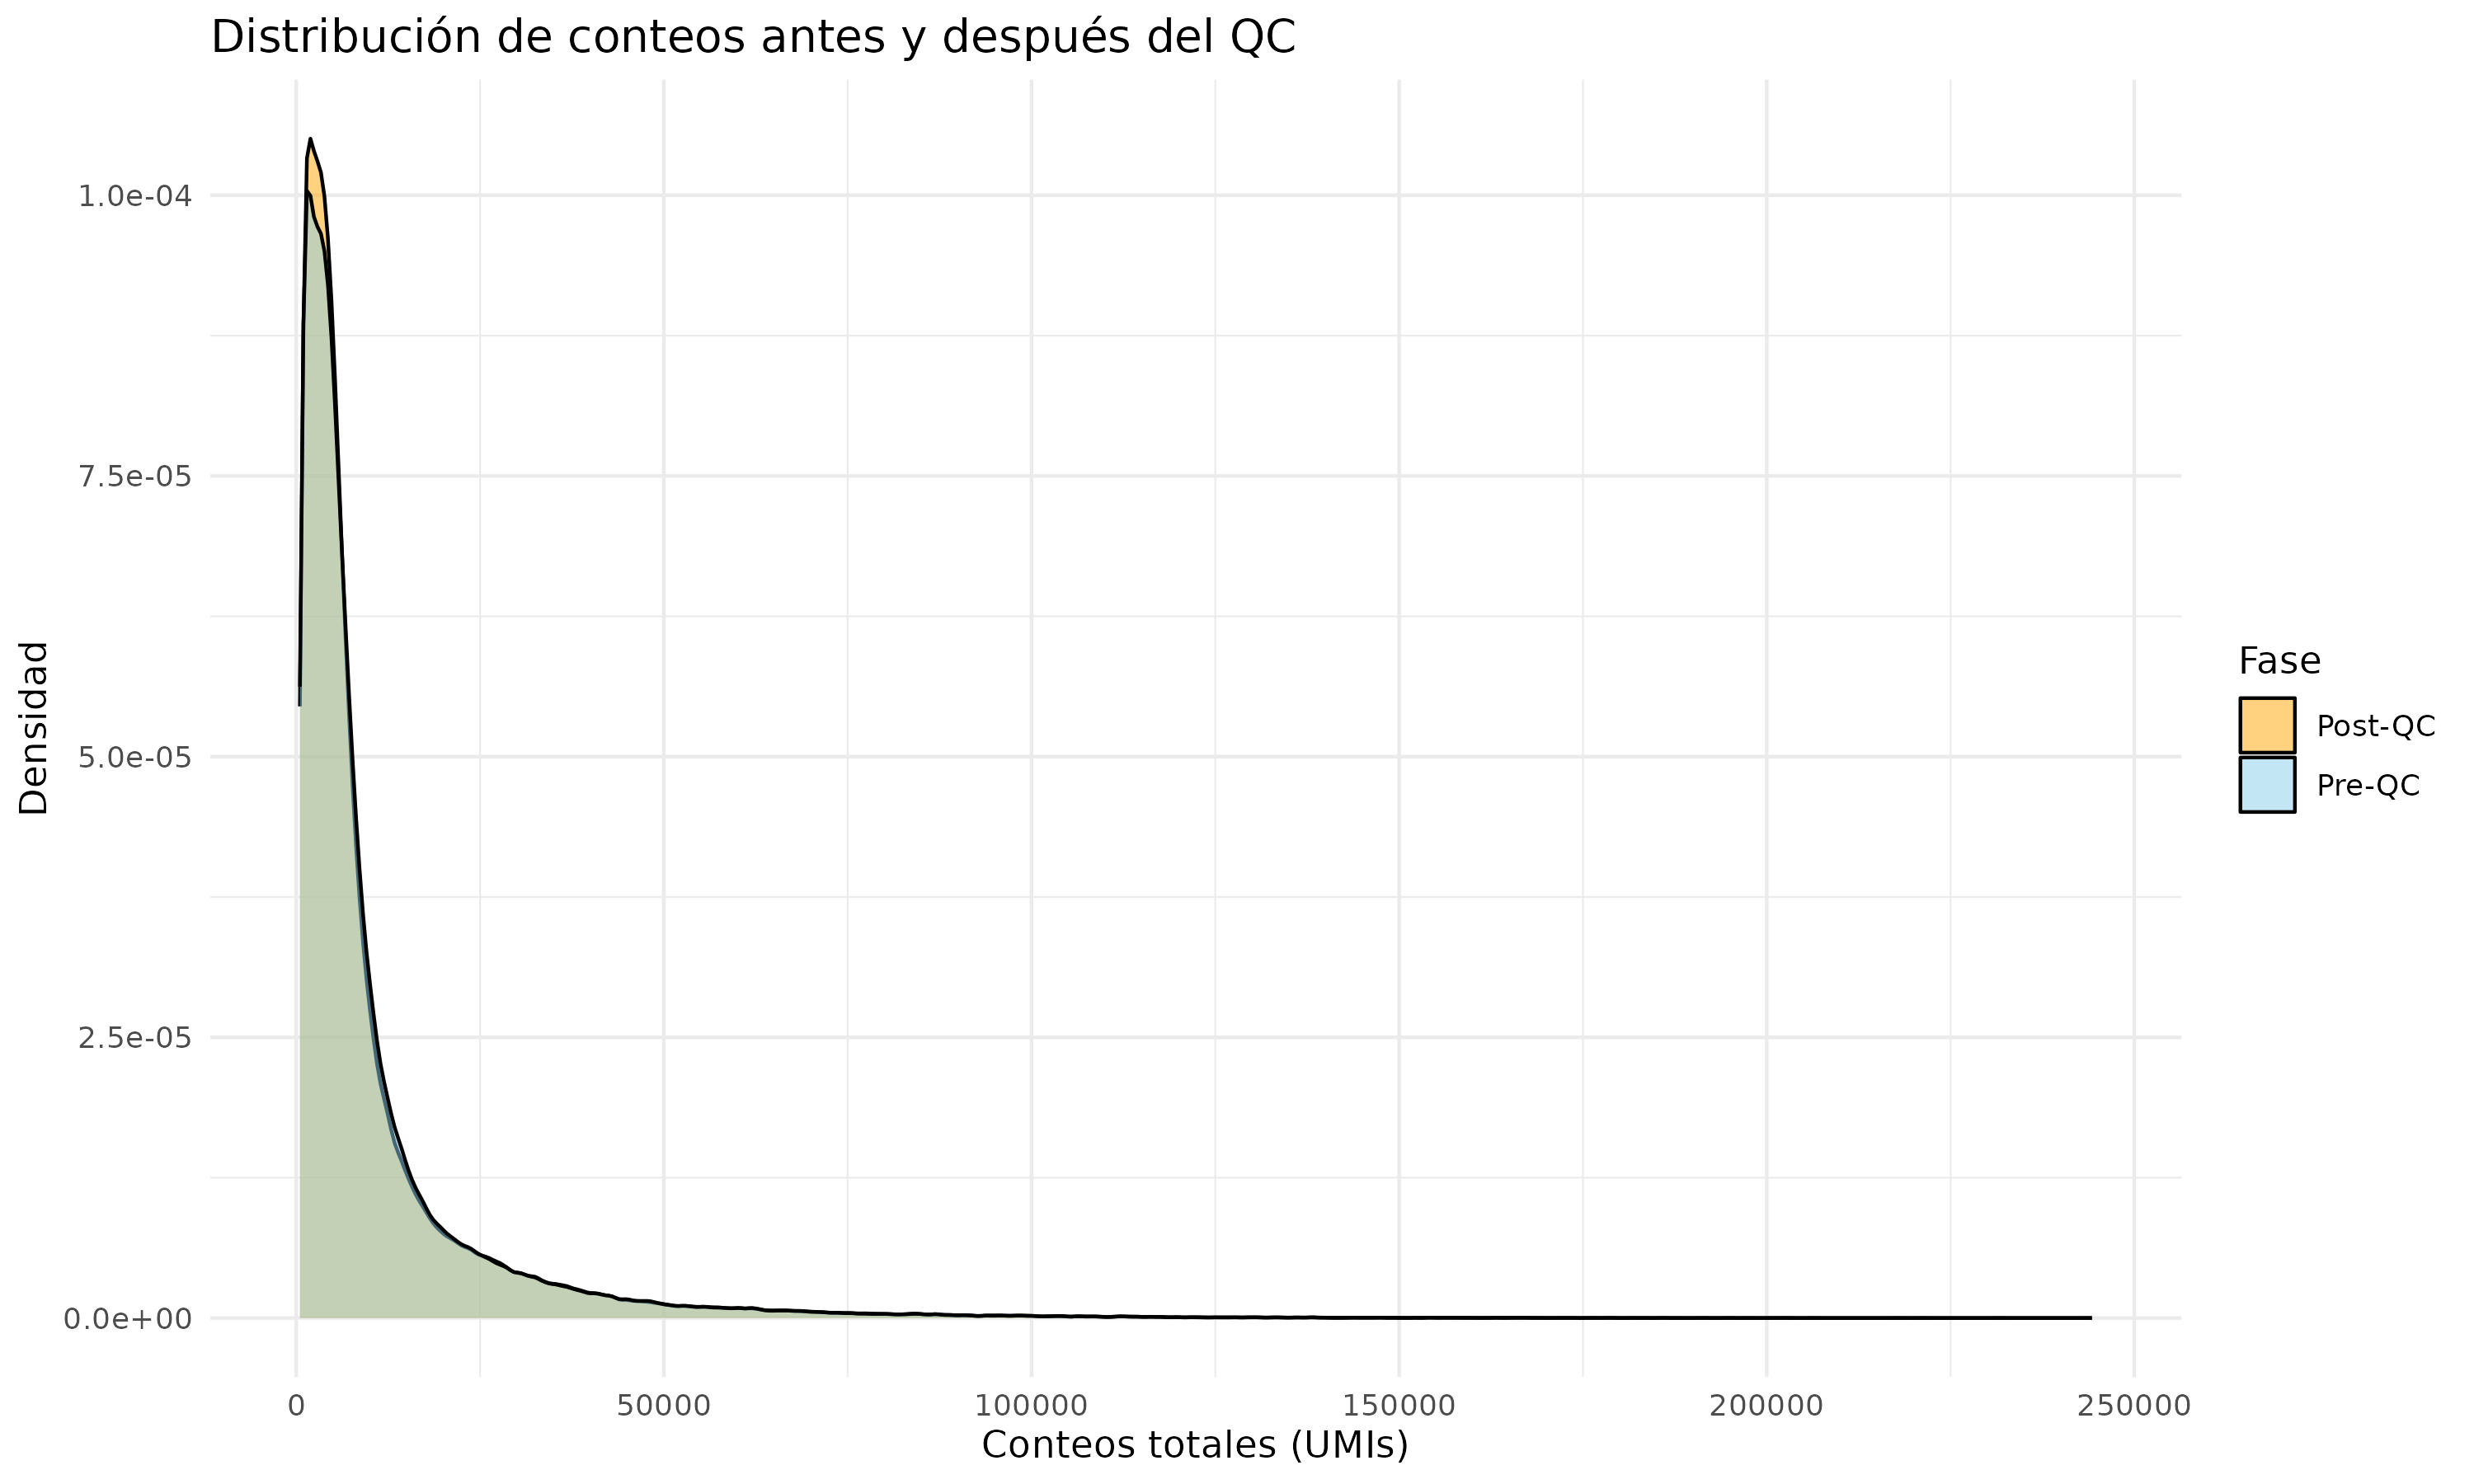 Distribución de conteos antes y después del QC
Densidad
1.0e-04
7.5e-05
5.0e-05
2.5e-05
0.0e+00
0 50000 100000 150000 200000 250000
Conteos totales (UMIs)
Fase
Post-QC
Pre-QC